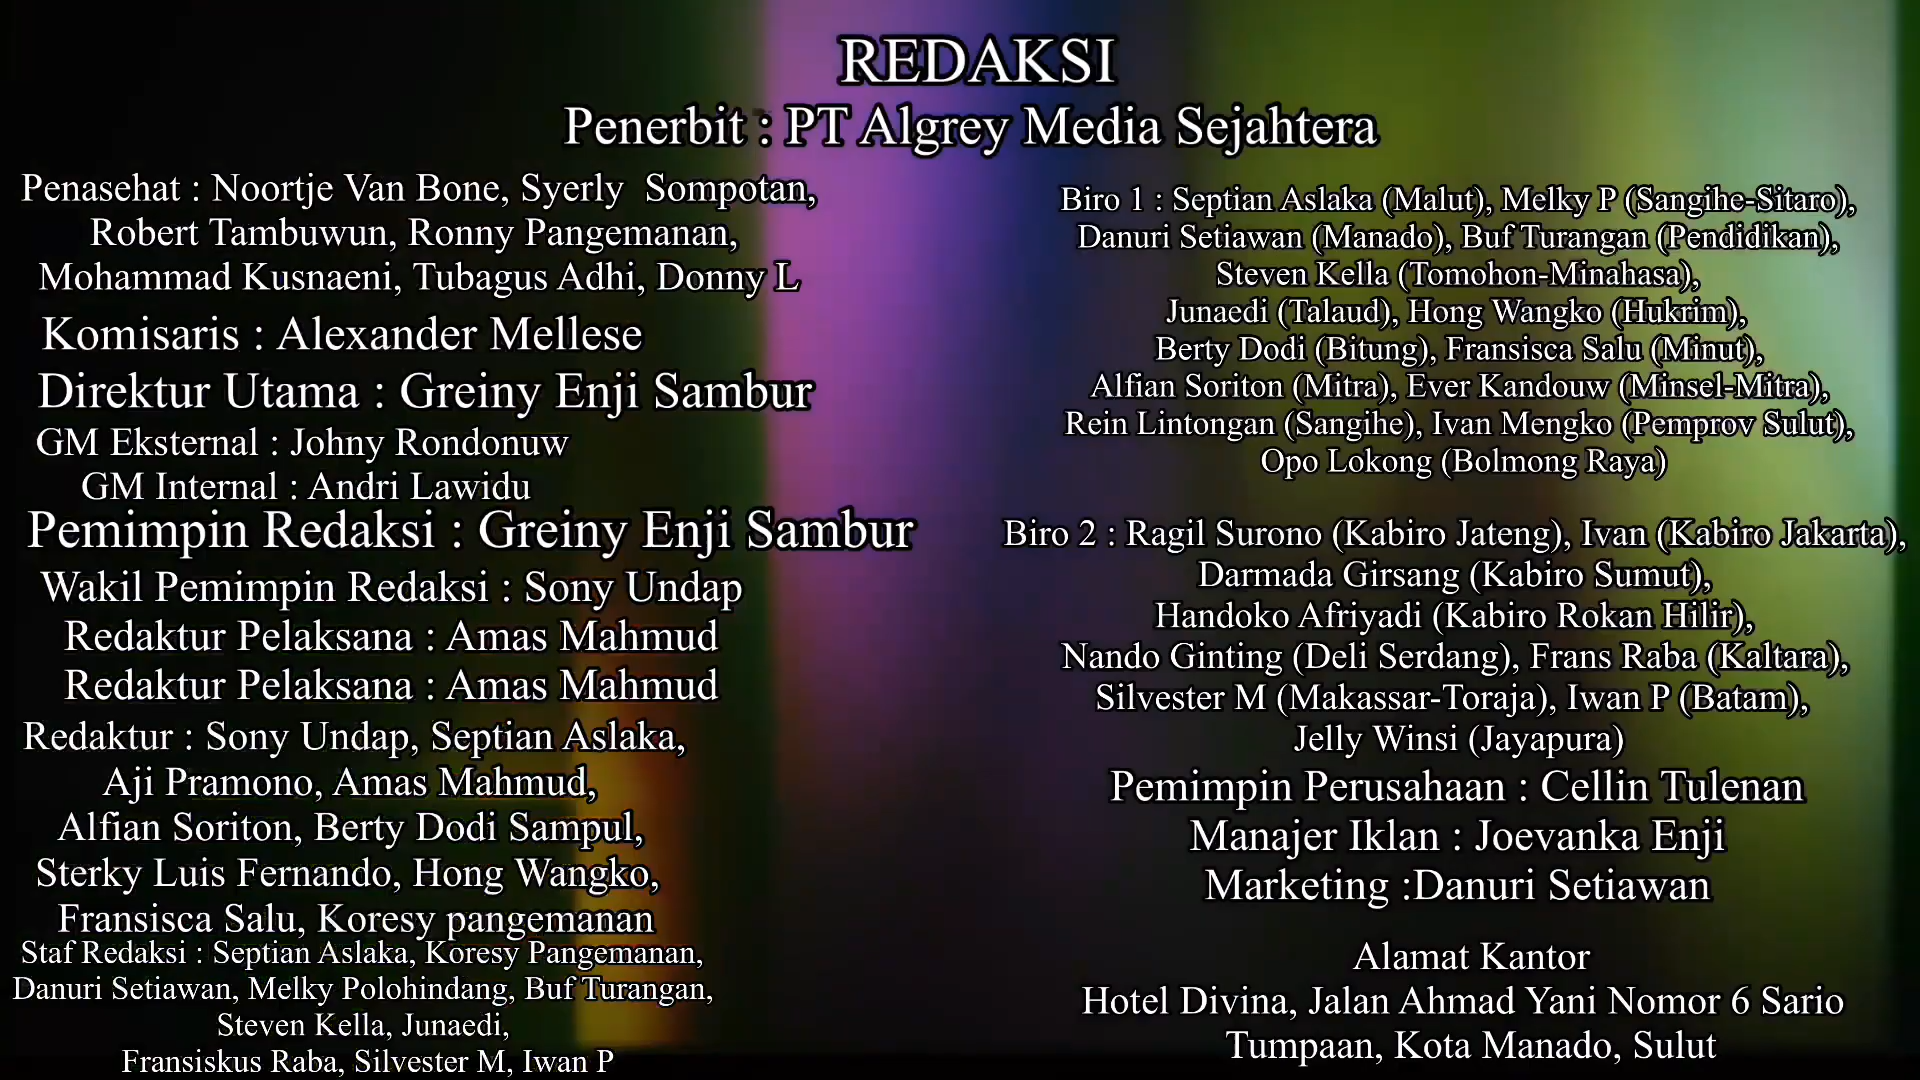 REDAKSI
Penerbit : PT Algrey Media Sejahtera
Penasehat : Noortje Van Bone, Syerly Sompotan,
Robert Tambuwun, Ronny Pangemanan,
Mohammad Kusnaeni, Tubagus Adhi, Donny L
Komisaris : Alexander Mellese
Direktur Utama : Greiny Enji Sambur
GM Eksternal : Johny Rondonuw
GM Internal : Andri Lawidu
Pemimpin Redaksi : Greiny Enji Sambur
Wakil Pemimpin Redaksi : Sony Undap
Redaktur Pelaksana : Amas Mahmud
Redaktur Pelaksana : Amas Mahmud
Redaktur : Sony Undap, Septian Aslaka,
Aji Pramono, Amas Mahmud,
Alfian Soriton, Berty Dodi Sampul,
Sterky Luis Fernando, Hong Wangko,
Fransisca Salu, Koresy pangemanan
Staf Redaksi : Septian Aslaka, Koresy Pangemanan,
Danuri Setiawan, Melky Polohindang, Buf Turangan,
Steven Kella, Junaedi,
Fransiskus Raba, Silvester M, Iwan P
Biro 1 : Septian Aslaka (Malut), Melky P (Sangihe-Sitaro),
Danuri Setiawan (Manado), Buf Turangan (Pendidikan),
Steven Kella (Tomohon-Minahasa),
Junaedi (Talaud), Hong Wangko (Hukrim),
Berty Dodi (Bitung), Fransisca Salu (Minut),
Alfian Soriton (Mitra), Ever Kandouw (Minsel-Mitra),
Rein Lintongan (Sangihe), Ivan Mengko (Pemprov Sulut),
Opo Lokong (Bolmong Raya)
Biro 2 : Ragil Surono (Kabiro Jateng), Ivan (Kabiro Jakarta),
Darmada Girsang (Kabiro Sumut),
Handoko Afriyadi (Kabiro Rokan Hilir),
Nando Ginting (Deli Serdang), Frans Raba (Kaltara),
Silvester M (Makassar-Toraja), Iwan P (Batam),
Jelly Winsi (Jayapura)
Pemimpin Perusahaan : Cellin Tulenan
Manajer Iklan : Joevanka Enji
Marketing :Danuri Setiawan
Alamat Kantor
Hotel Divina, Jalan Ahmad Yani Nomor 6 Sario
Tumpaan, Kota Manado, Sulut